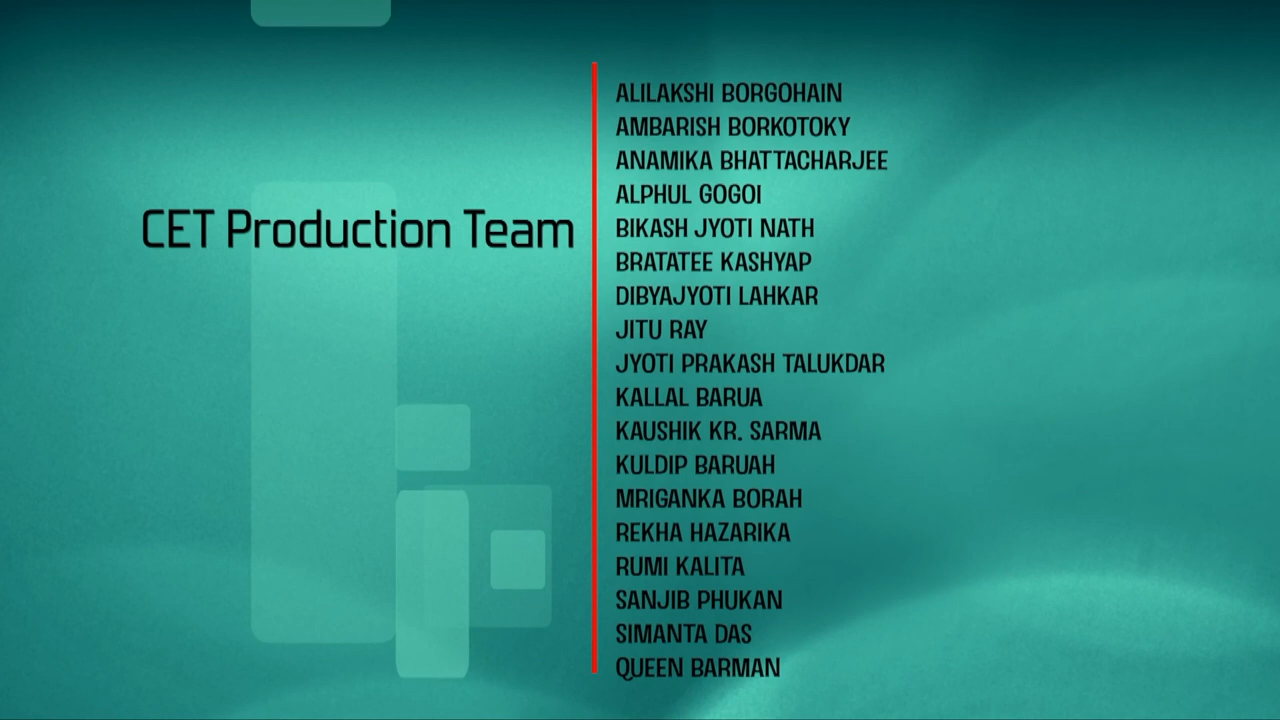 CET Production Team
ALILAKSHI BORGOHAIN
AMBARISH BORKOTOKY
ANAMIKA BHATTACHARJEE
ALPHUL GOGOI
BIKASH JYOTI NATH
BRATATEE KASHYAP
DIBYAJYOTI LAHKAR
JITU RAY
JYOTI PRAKASH TALUKDAR
KALLAL BARUA
KAUSHIK KR. SARMA
KULDIP BARUAH
MRIGANKA BORAH
REKHA HAZARIKA
RUMI KALITA
SANJIB PHUKAN
SIMANTA DAS
QUEEN BARMAN